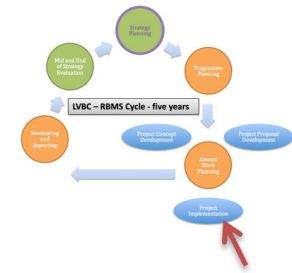 Strategy
Planning
Mid and End
of Strategy
Evaluation
Programme
Planning
LVBC – RBMS Cycle - five years
Monitoring
and
Reporting
Project Concept
Development
Project Proposal
Development
Annual
Work
Planning
Project
Implementation